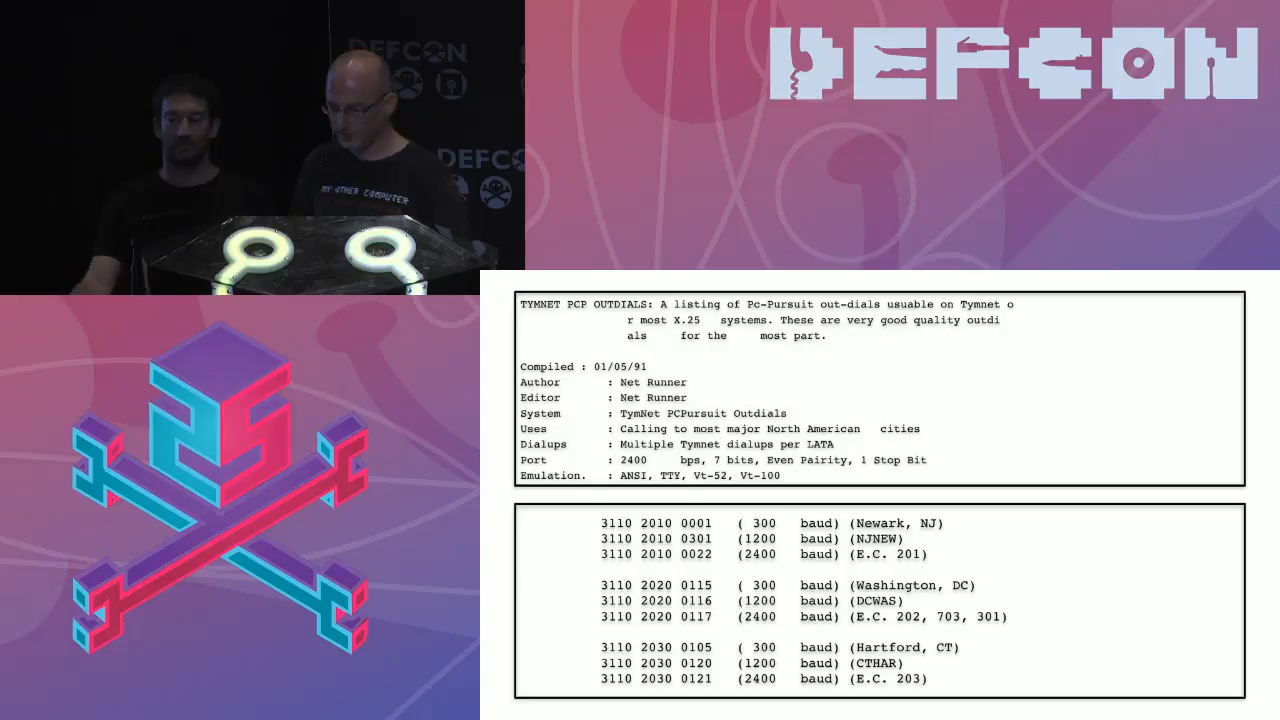 DEFCON
DEFCO
MY OTHER COMPUTER
DEFCON
TYMNET PCP OUTDIALS: A listing of Pc-Pursuit out-dials usuable on Tymnet o
r most X.25 systems. These are very good quality outdi
als for the most part.
Compiled : 01/05/91
Author : Net Runner
Editor : Net Runner
System : TymNet PCPursuit Outdials
Uses : Calling to most major North American cities
Dialups : Multiple Tymnet dialups per LATA
Port : 2400 bps, 7 bits, Even Pairity, 1 Stop Bit
Emulation. : ANSI, TTY, Vt-52, Vt-100
3110 2010 0001 ( 300 baud) (Newark, NJ)
3110 2010 0301 (1200 baud) (NJNEW)
3110 2010 0022 (2400 baud) (E.C. 201)
3110 2020 0115 ( 300 baud) (Washington, DC)
3110 2020 0116 (1200 baud) (DCWAS)
3110 2020 0117 (2400 baud) (E.C. 202, 703, 301)
3110 2030 0105 ( 300 baud) (Hartford, CT)
3110 2030 0120 (1200 baud) (CTHAR)
3110 2030 0121 (2400 baud) (E.C. 203)